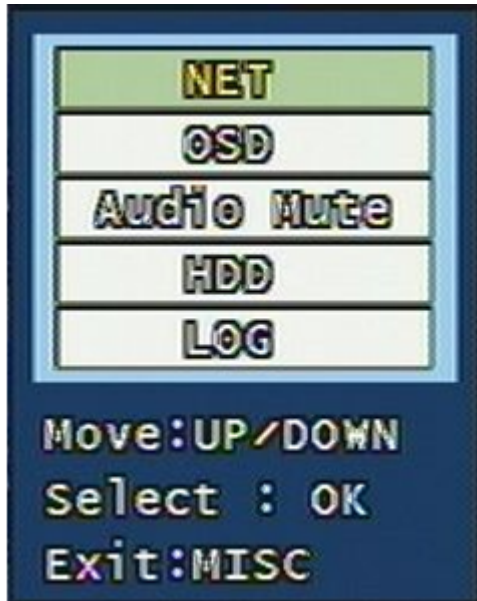 NET
OSD
Audio Mute
HDD
LOG
Move:UP/DOWN
Select : OK
Exit:MISC